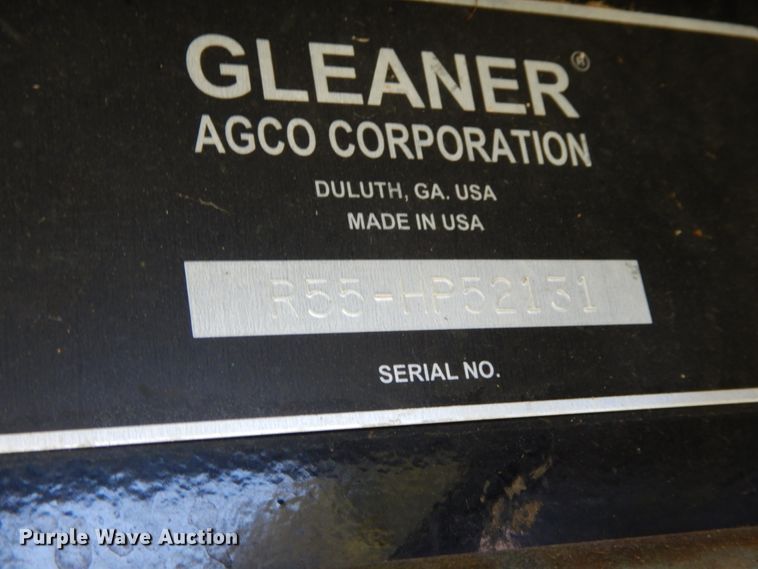 GLEANER®
AGCO CORPORATION
DULUTH, GA. USA
MADE IN USA
R55-HP52131
SERIAL NO.
Purple Wave Auction